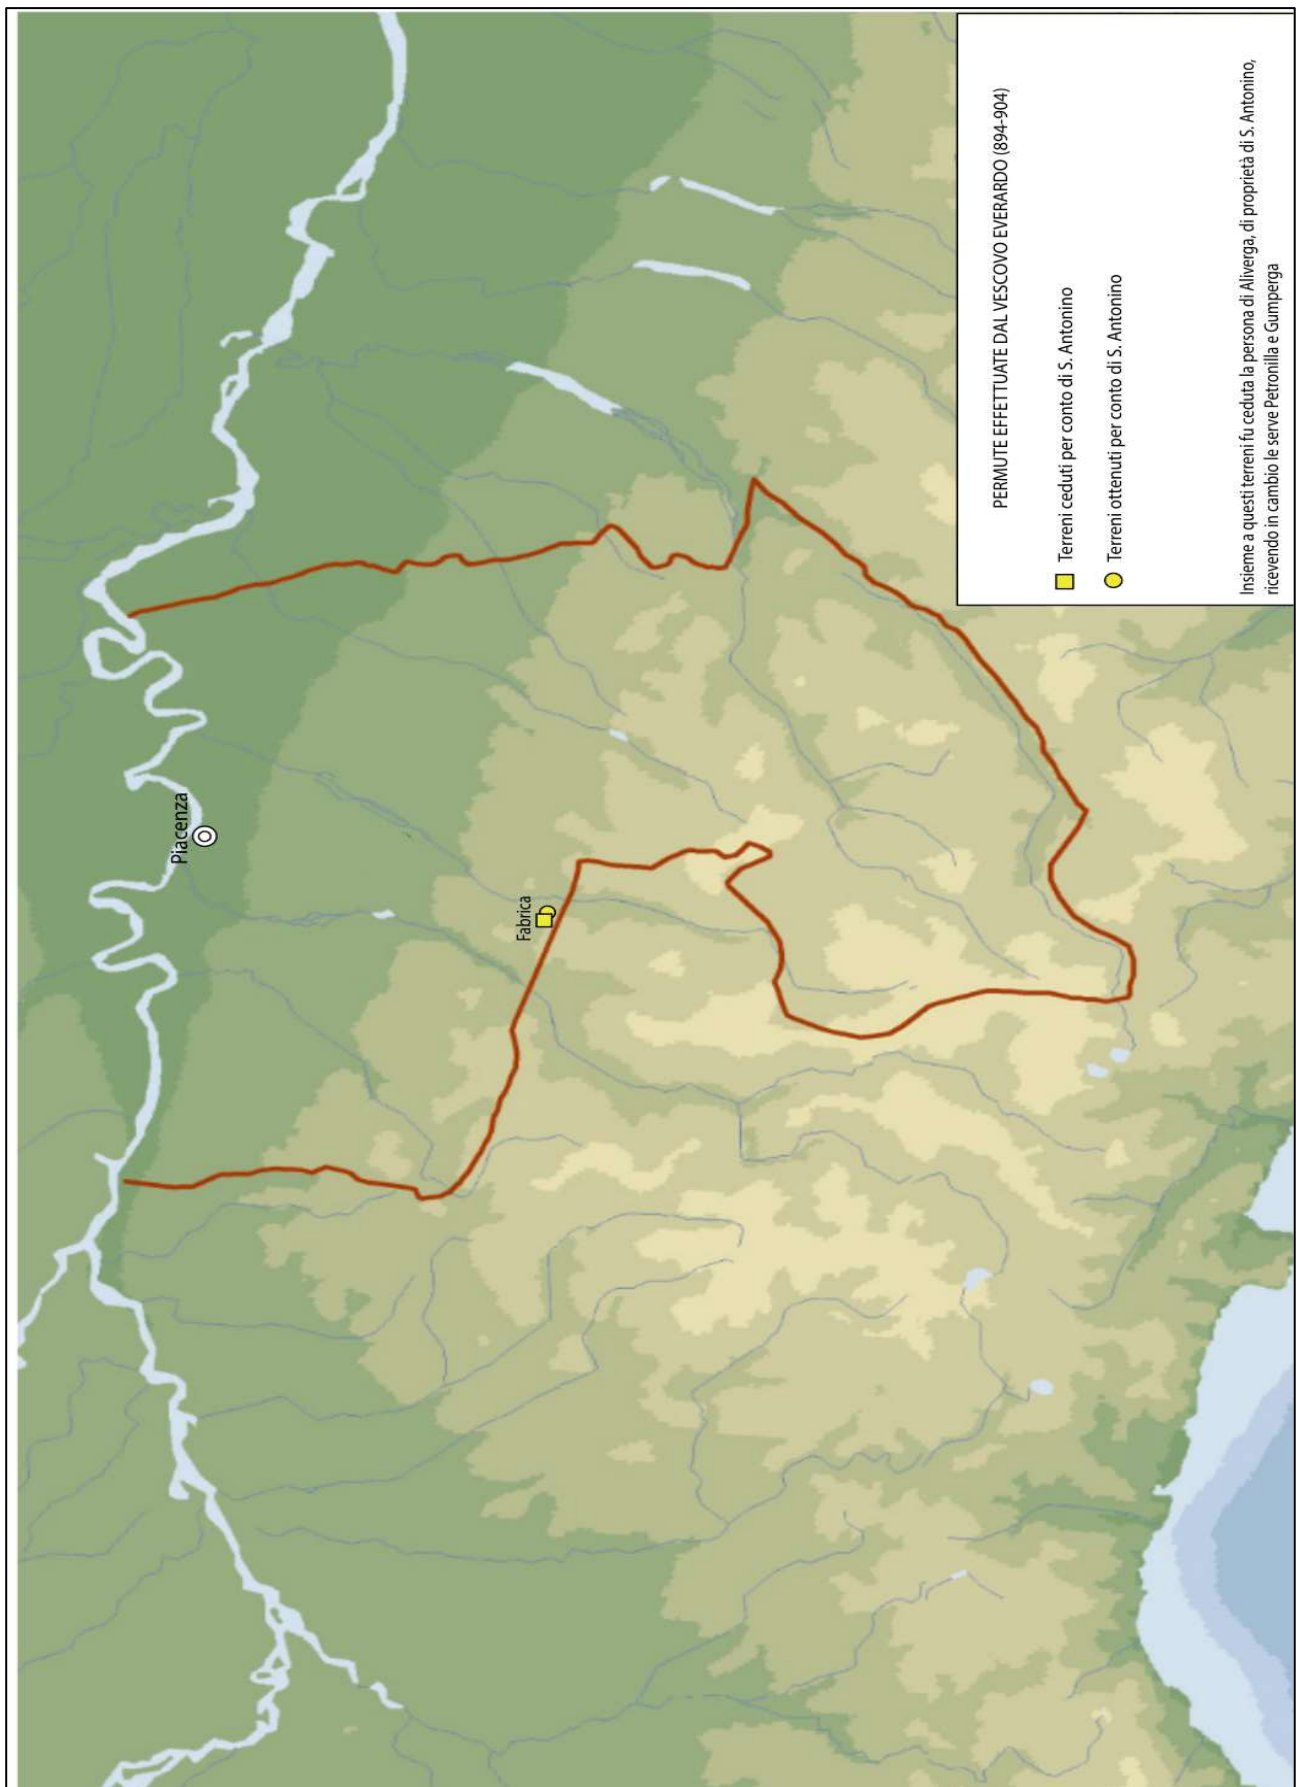 Piacenza
Fabrica
PERMUTE EFFETTUATE DAL VESCOVO EVERARDO (894-904)
Terreni ceduti per conto di S. Antonino
Terreni ottenuti per conto di S. Antonino
Insieme a questi terreni fu ceduta la persona di Aliverga, di proprietà di S. Antonino,
ricevendo in cambio le serve Petronilla e Gumperga